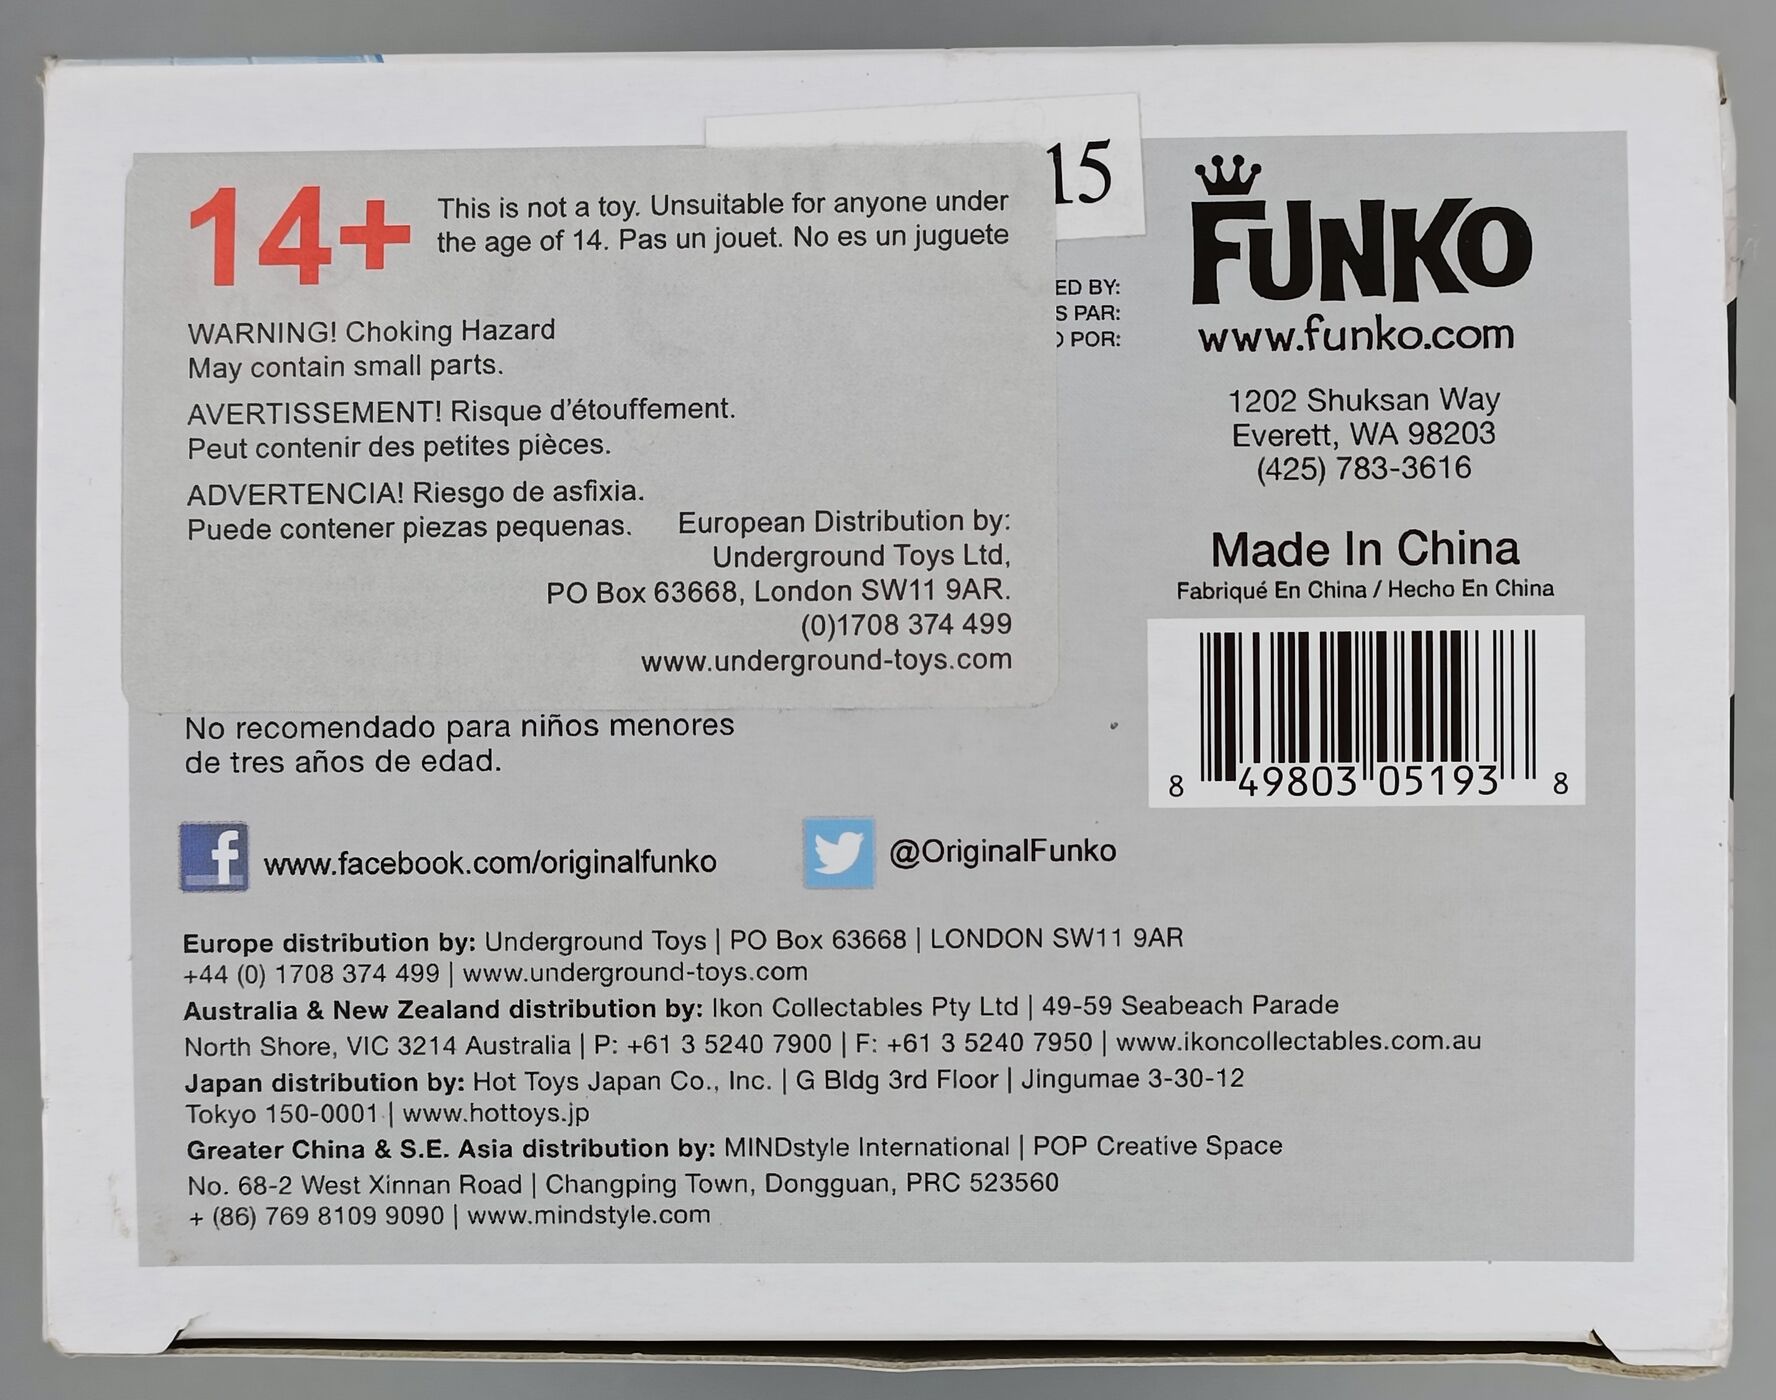 15
14+
This is not a toy. Unsuitable for anyone under
the age of 14. Pas un jouet. No es un juguete
WARNING! Choking Hazard
May contain small parts.
AVERTISSEMENT! Risque d'étouffement.
Peut contenir des petites pièces.
ADVERTENCIA! Riesgo de asfixia.
Puede contener piezas pequenas.
European Distribution by:
Underground Toys Ltd,
PO Box 63668, London SW11 9AR.
(0)1708 374 499
www.underground-toys.com
ED BY:
S PAR:
POR:
FUNKO
www.funko.com
1202 Shuksan Way
Everett, WA 98203
(425) 783-3616
Made In China
Fabriqué En China / Hecho En China
8 49803 05193 8
No recomendado para niños menores
de tres años de edad.
f www.facebook.com/originalfunko
@OriginalFunko
Europe distribution by: Underground Toys | PO Box 63668 | LONDON SW11 9AR
+44 (0) 1708 374 499 | www.underground-toys.com
Australia & New Zealand distribution by: Ikon Collectables Pty Ltd | 49-59 Seabeach Parade
North Shore, VIC 3214 Australia | P: +61 3 5240 7900 | F: +61 3 5240 7950 | www.ikoncollectables.com.au
Japan distribution by: Hot Toys Japan Co., Inc. | G Bldg 3rd Floor | Jingumae 3-30-12
Tokyo 150-0001 | www.hottoys.jp
Greater China & S.E. Asia distribution by: MINDstyle International | POP Creative Space
No. 68-2 West Xinnan Road | Changping Town, Dongguan, PRC 523560
+ (86) 769 8109 9090 | www.mindstyle.com